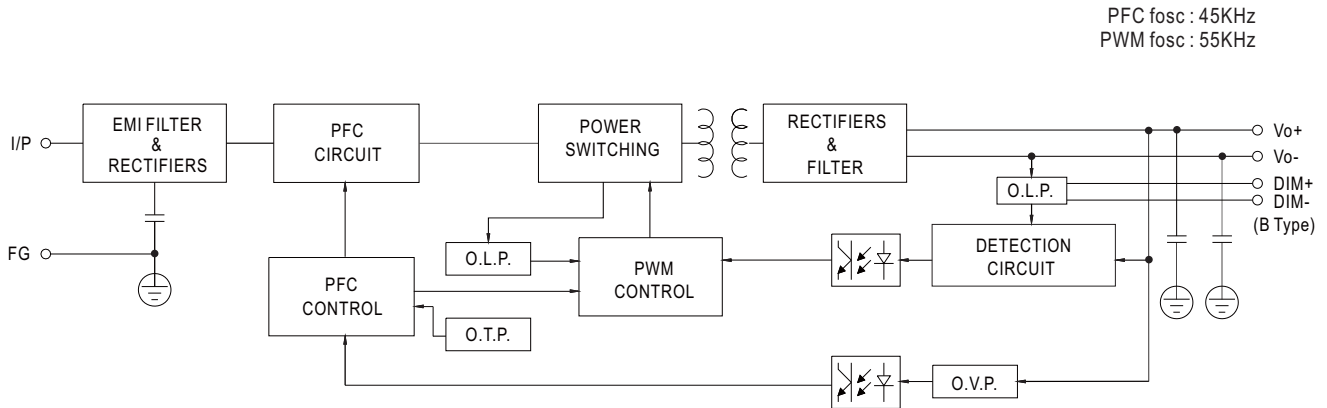 PFC fosc : 45KHz
PWM fosc : 55KHz
I/P
EMI FILTER
&
RECTIFIERS
PFC
CIRCUIT
POWER
SWITCHING
RECTIFIERS
&
FILTER
Vo+
Vo-
DIM+
DIM-
(B Type)
O.L.P.
FG
O.L.P.
PFC
CONTROL
PWM
CONTROL
DETECTION
CIRCUIT
O.T.P.
O.V.P.